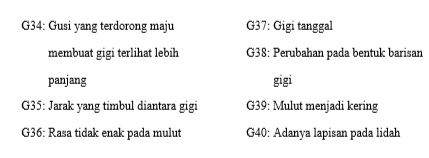 G34: Gusi yang terdorong maju
membuat gigi terlihat lebih
panjang
G35: Jarak yang timbul diantara gigi
G36: Rasa tidak enak pada mulut
G37: Gigi tanggal
G38: Perubahan pada bentuk barisan
gigi
G39: Mulut menjadi kering
G40: Adanya lapisan pada lidah